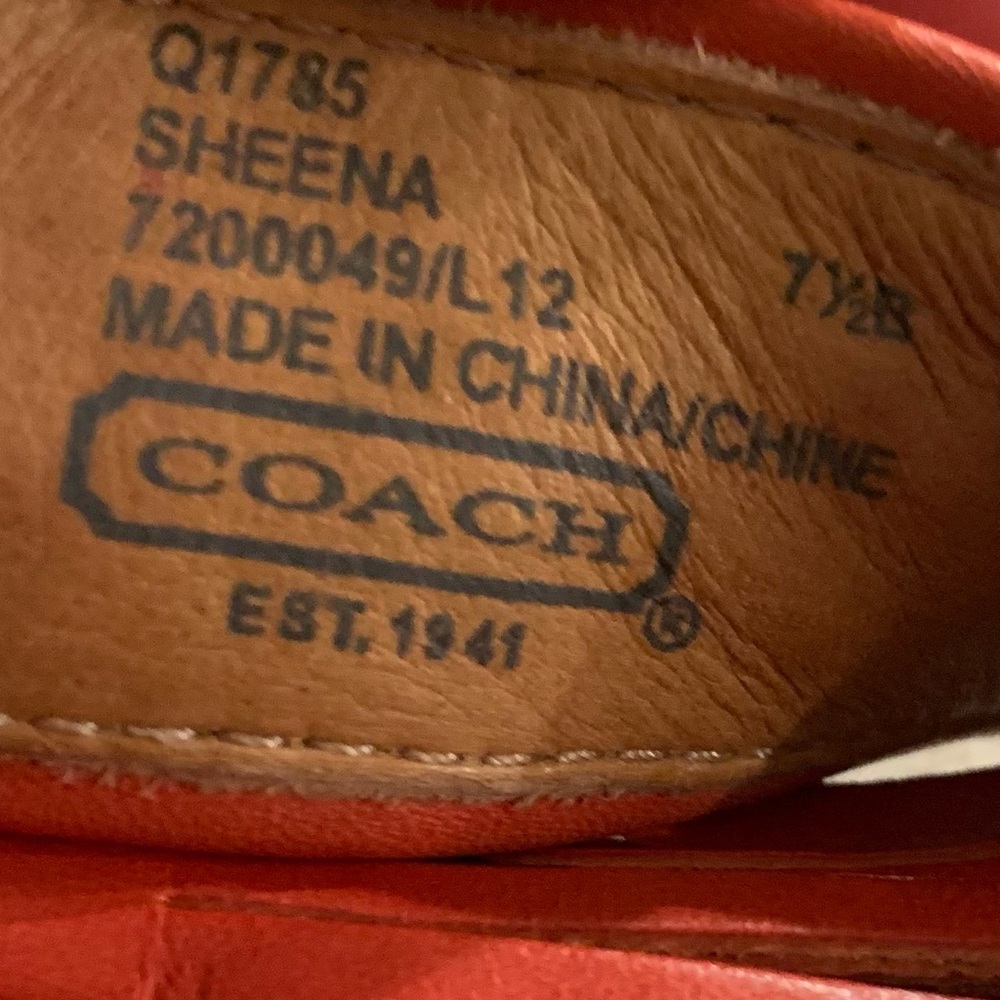 Q1785
SHEENA
7200049/L12
7½B
MADE IN CHINA/CHINE
COACH
®
EST. 1941